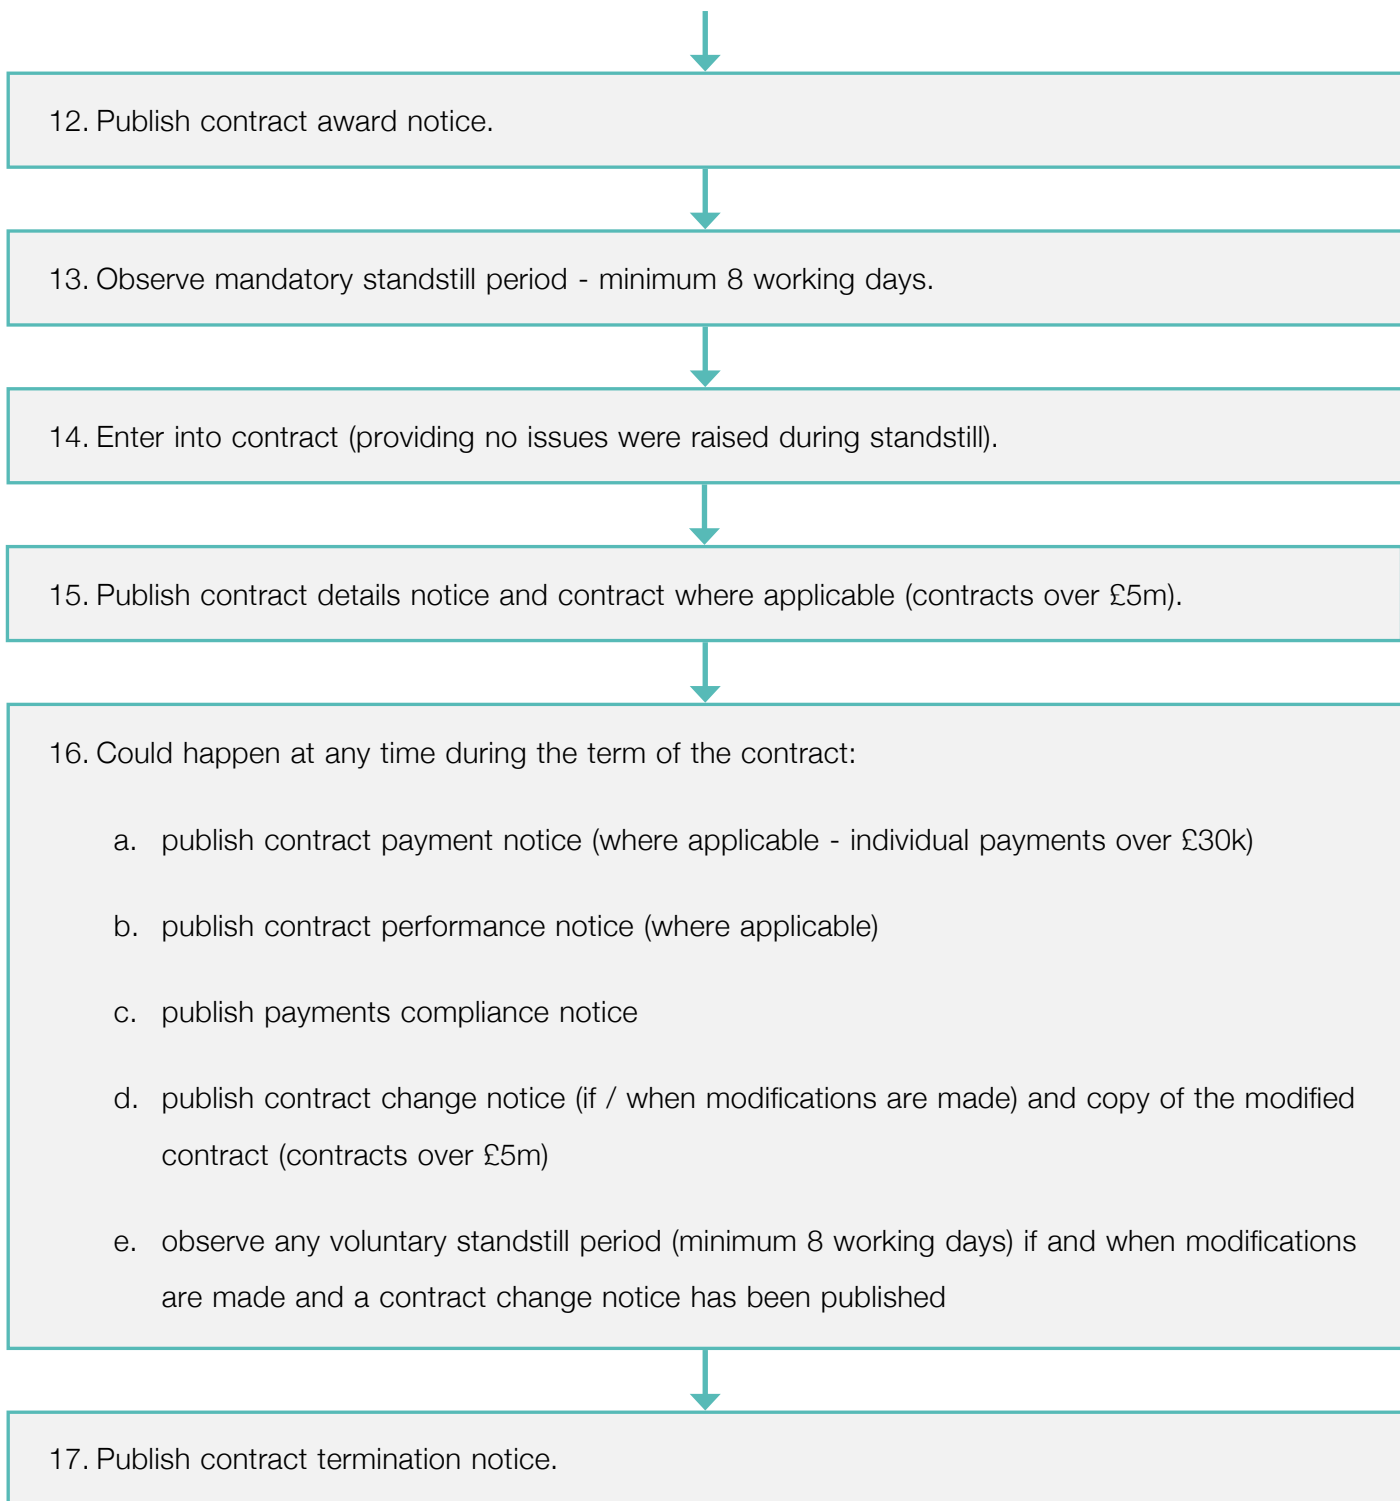 12. Publish contract award notice.
13. Observe mandatory standstill period - minimum 8 working days.
14. Enter into contract (providing no issues were raised during standstill).
15. Publish contract details notice and contract where applicable (contracts over £5m).
16. Could happen at any time during the term of the contract:
a. publish contract payment notice (where applicable - individual payments over £30k)
b. publish contract performance notice (where applicable)
c. publish payments compliance notice
d. publish contract change notice (if / when modifications are made) and copy of the modified
contract (contracts over £5m)
e. observe any voluntary standstill period (minimum 8 working days) if and when modifications
are made and a contract change notice has been published
17. Publish contract termination notice.